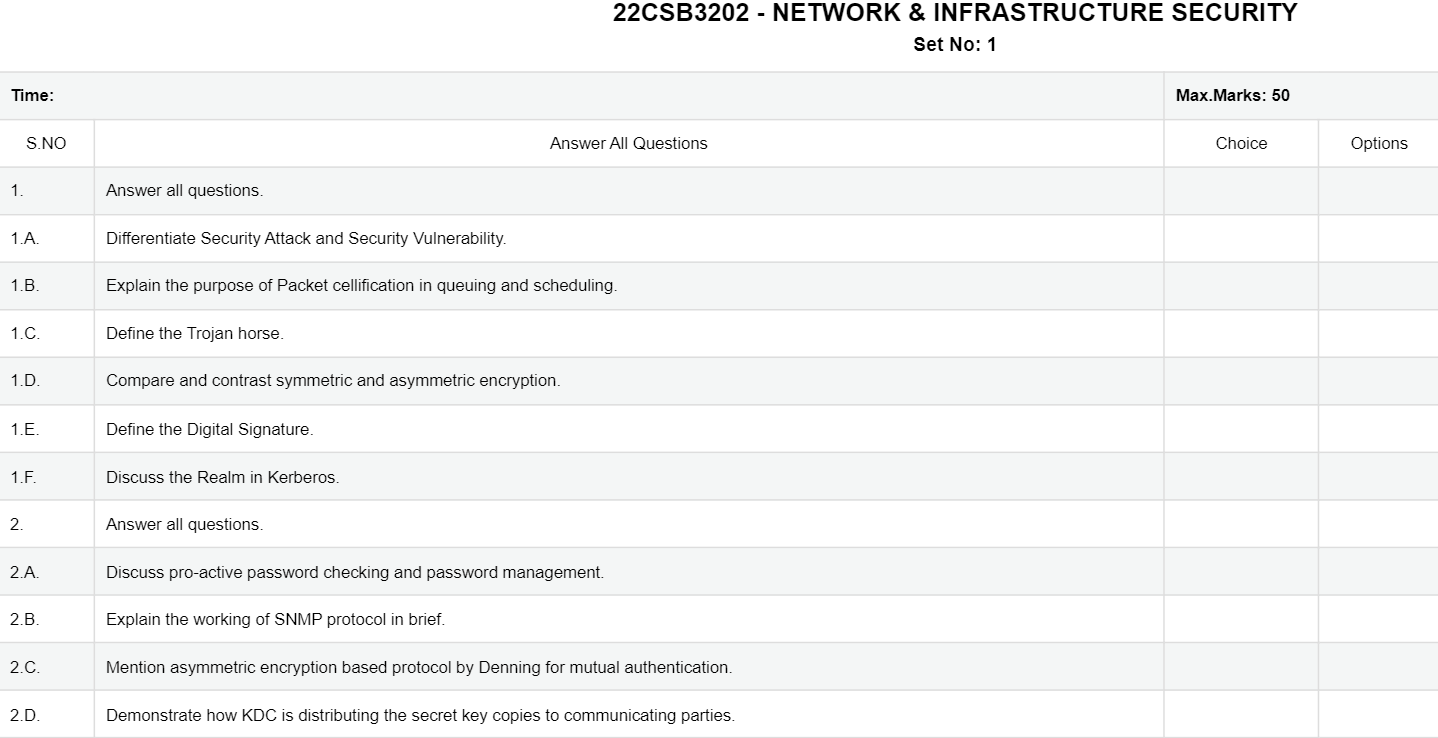 22CSB3202 - NETWORK & INFRASTRUCTURE SECURITY
Set No: 1
Time: Max.Marks: 50
S.NO Answer All Questions Choice Options
1. Answer all questions.
1.A. Differentiate Security Attack and Security Vulnerability.
1.B. Explain the purpose of Packet cellification in queuing and scheduling.
1.C. Define the Trojan horse.
1.D. Compare and contrast symmetric and asymmetric encryption.
1.E. Define the Digital Signature.
1.F. Discuss the Realm in Kerberos.
2. Answer all questions.
2.A. Discuss pro-active password checking and password management.
2.B. Explain the working of SNMP protocol in brief.
2.C. Mention asymmetric encryption based protocol by Denning for mutual authentication.
2.D. Demonstrate how KDC is distributing the secret key copies to communicating parties.